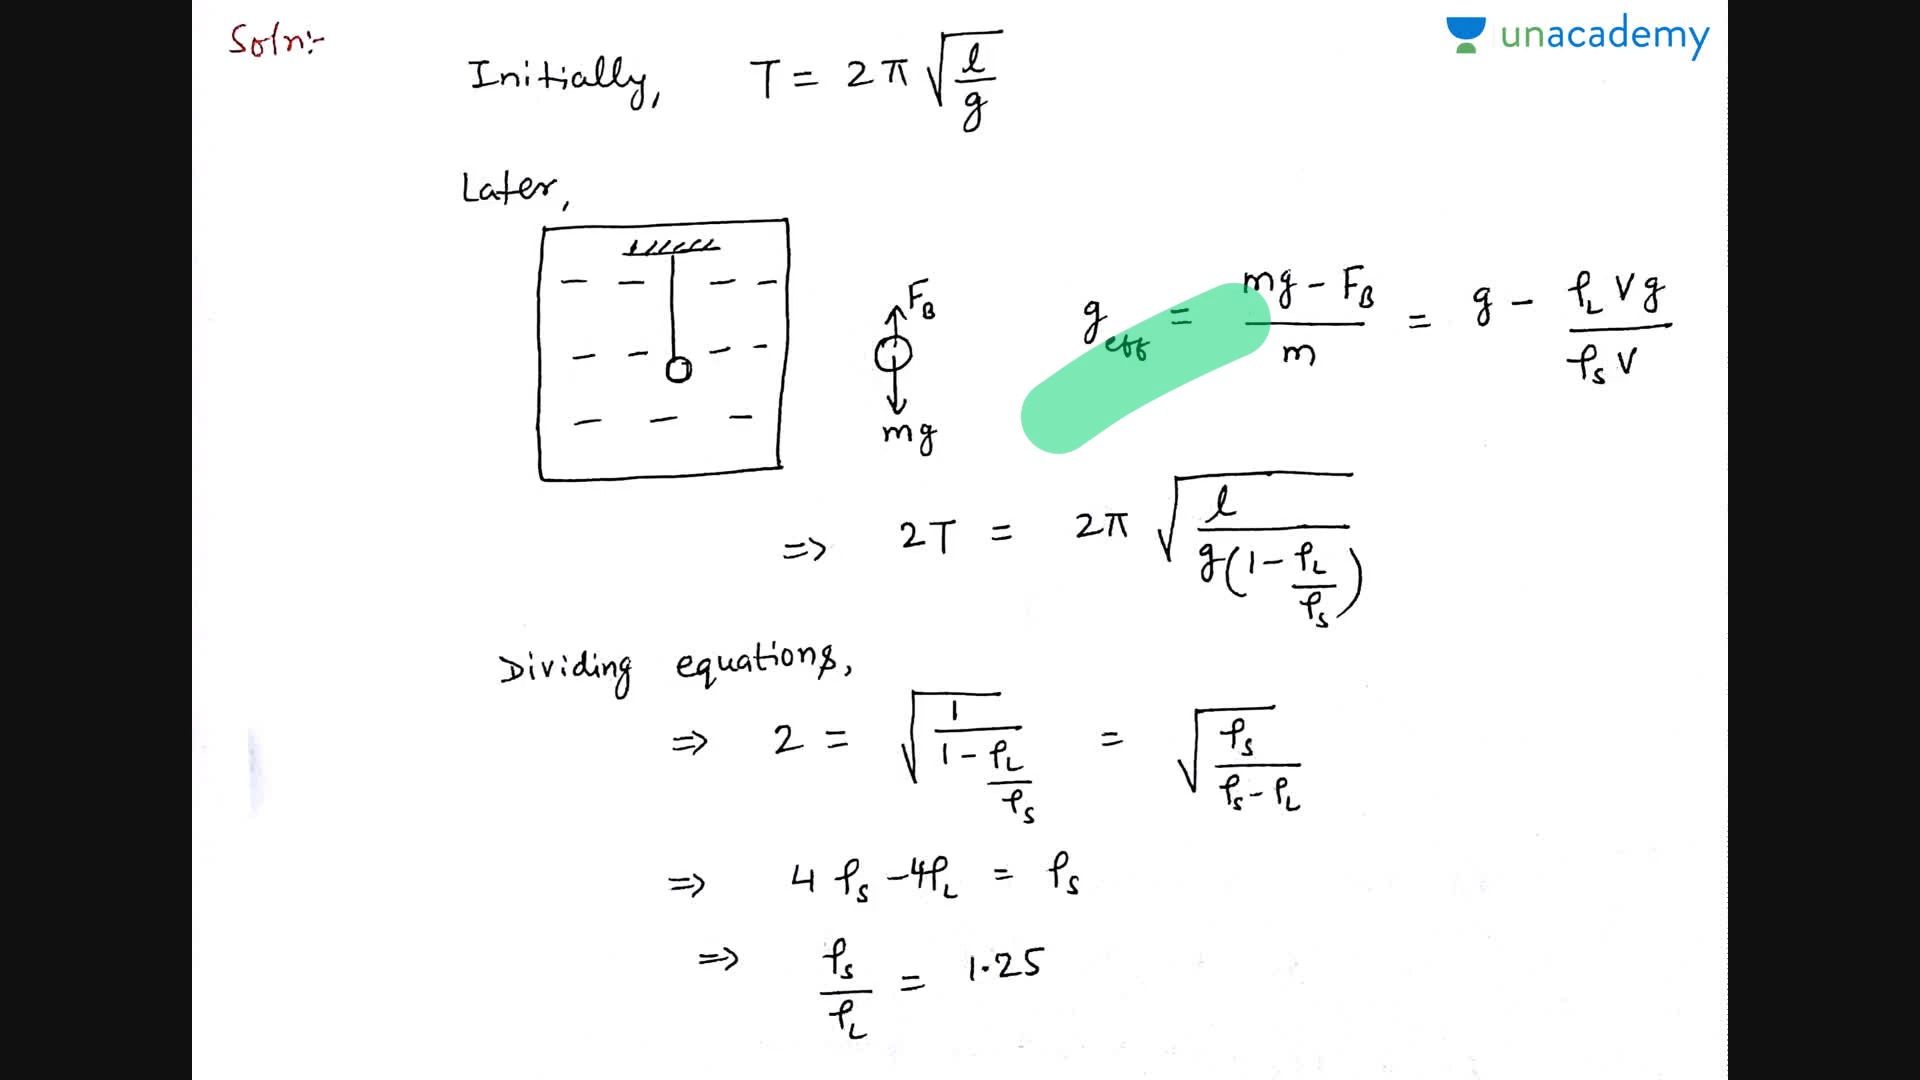 Soln:-
unacademy
Initially, T = 2π √(l/g)
Later,
F_B
mg
g_eff = (mg - F_B)/m = g - (ρ_L V g)/(ρ_s V)
=> 2T = 2π √(l/(g(1 - ρ_L/ρ_s)))
Dividing equations,
=> 2 = √(1/(1 - ρ_L/ρ_s)) = √(ρ_s/(ρ_s - ρ_L))
=> 4ρ_s - 4ρ_L = ρ_s
=> ρ_s/ρ_L = 1.25